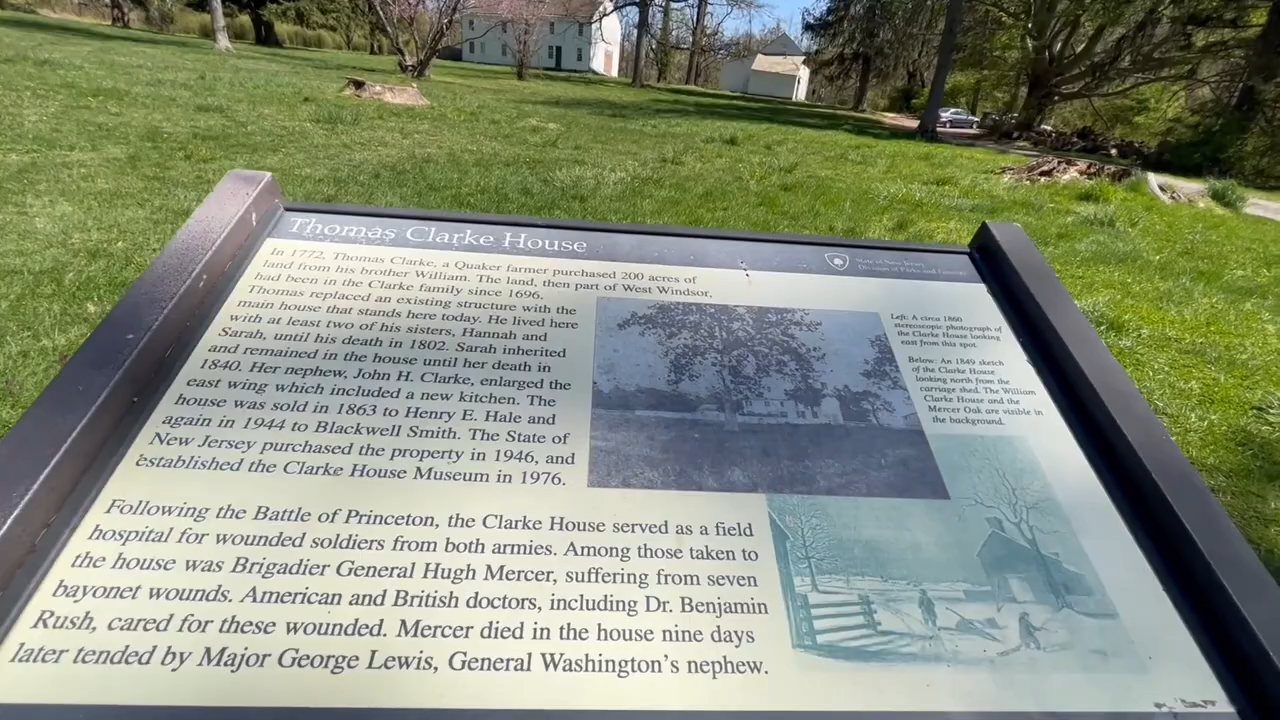 Thomas Clarke House
State of New Jersey
Division of Parks and Forestry
In 1772, Thomas Clarke, a Quaker farmer purchased 200 acres of
land from his brother William. The land, then part of West Windsor,
had been in the Clarke family since 1696.
Thomas replaced an existing structure with the
main house that stands here today. He lived here
with at least two of his sisters, Hannah and
Sarah, until his death in 1802. Sarah inherited
and remained in the house until her death in
1840. Her nephew, John H. Clarke, enlarged the
east wing which included a new kitchen. The
house was sold in 1863 to Henry E. Hale and
again in 1944 to Blackwell Smith. The State of
New Jersey purchased the property in 1946, and
established the Clarke House Museum in 1976.
Following the Battle of Princeton, the Clarke House served as a field
hospital for wounded soldiers from both armies. Among those taken to
the house was Brigadier General Hugh Mercer, suffering from seven
bayonet wounds. American and British doctors, including Dr. Benjamin
Rush, cared for these wounded. Mercer died in the house nine days
later tended by Major George Lewis, General Washington's nephew.
Left: A circa 1860
stereoscopic photograph of
the Clarke House looking
east from this spot.
Below: An 1849 sketch
of the Clarke House
looking north from the
carriage shed. The William
Clarke House and the
Mercer Oak are visible in
the background.